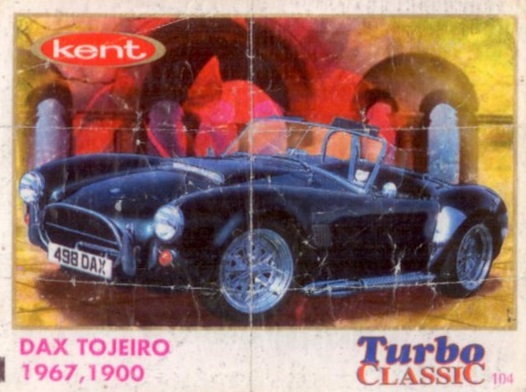 kent
498 DAX
DAX TOJEIRO
1967,1900
Turbo
CLASSIC 104